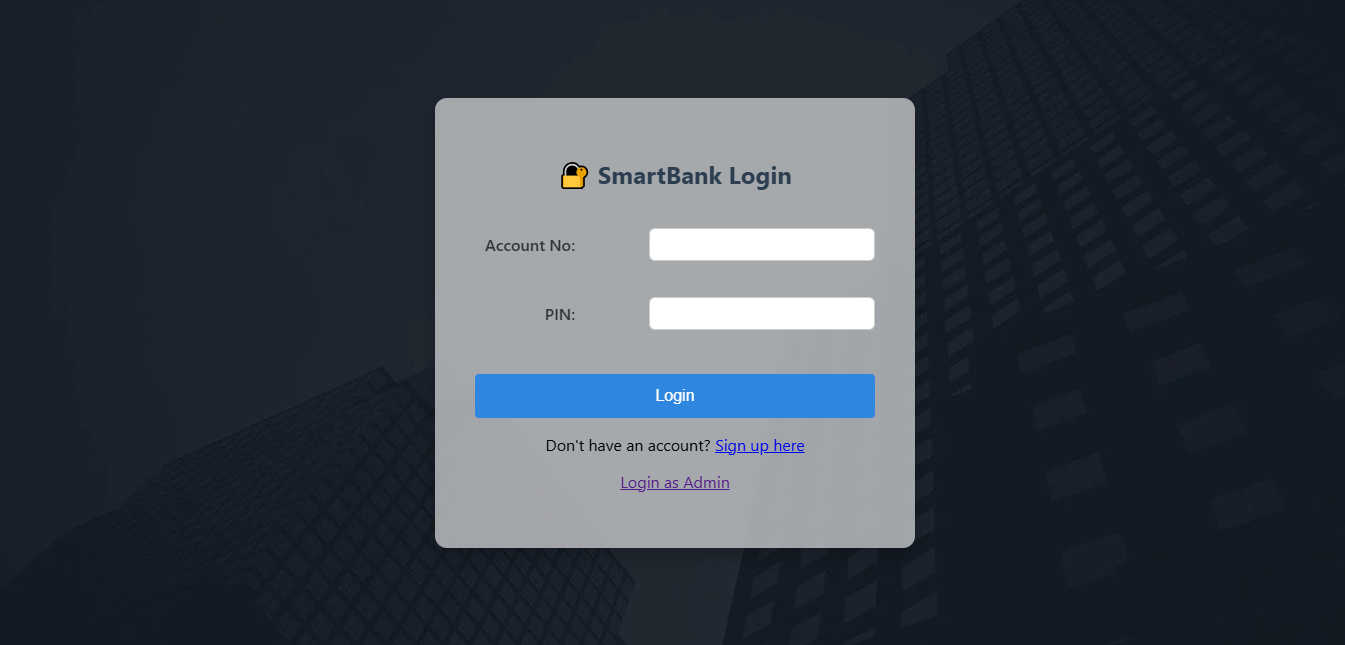 SmartBank Login
Account No:
PIN:
Login
Don't have an account? Sign up here
Login as Admin